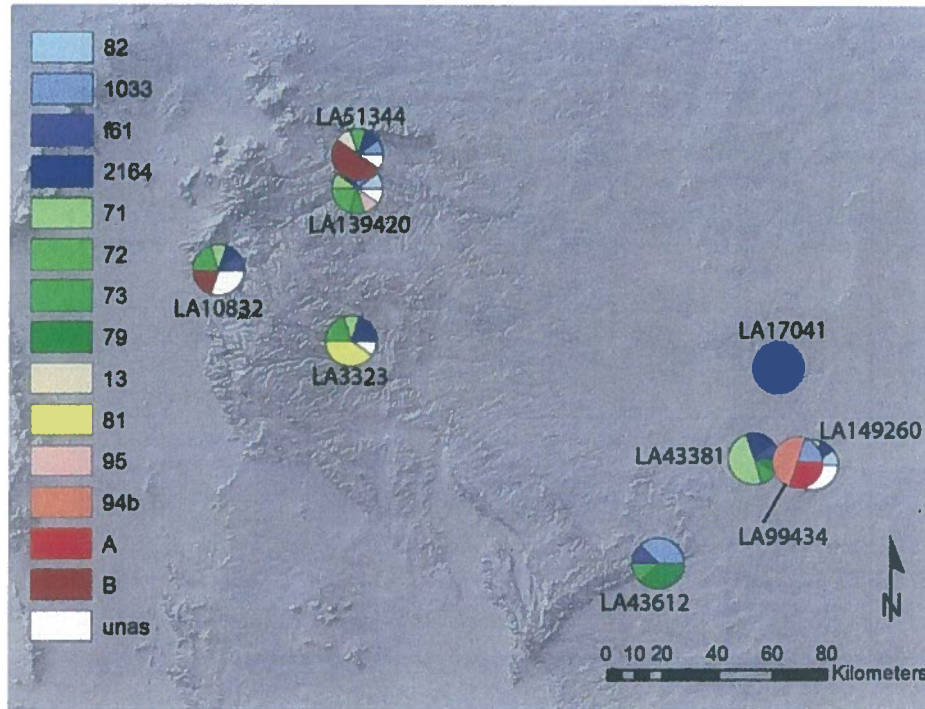 82
1033
f61
2164
71
72
73
79
13
81
95
94b
A
B
unas
LA51344
LA139420
LA10832
LA3323
LA17041
LA149260
LA43381
LA99434
LA43612
N
0 10 20 40 60 80
Kilometers